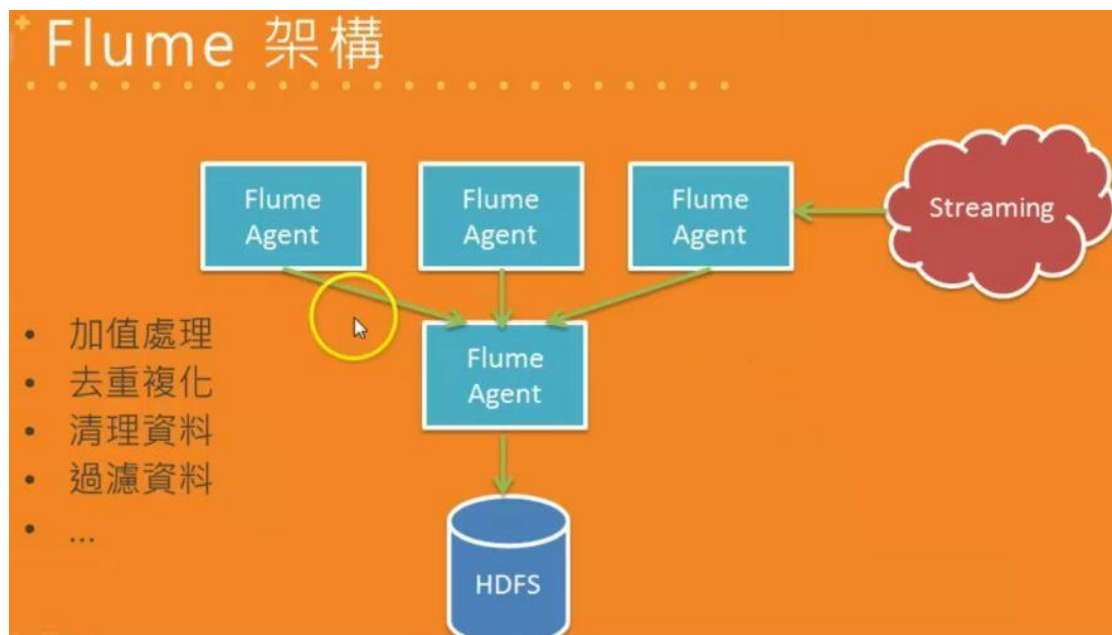 Flume 架構
Flume
Agent
Flume
Agent
Flume
Agent
Streaming
Flume
Agent
HDFS
• 加值處理
• 去重複化
• 清理資料
• 過濾資料
• ...